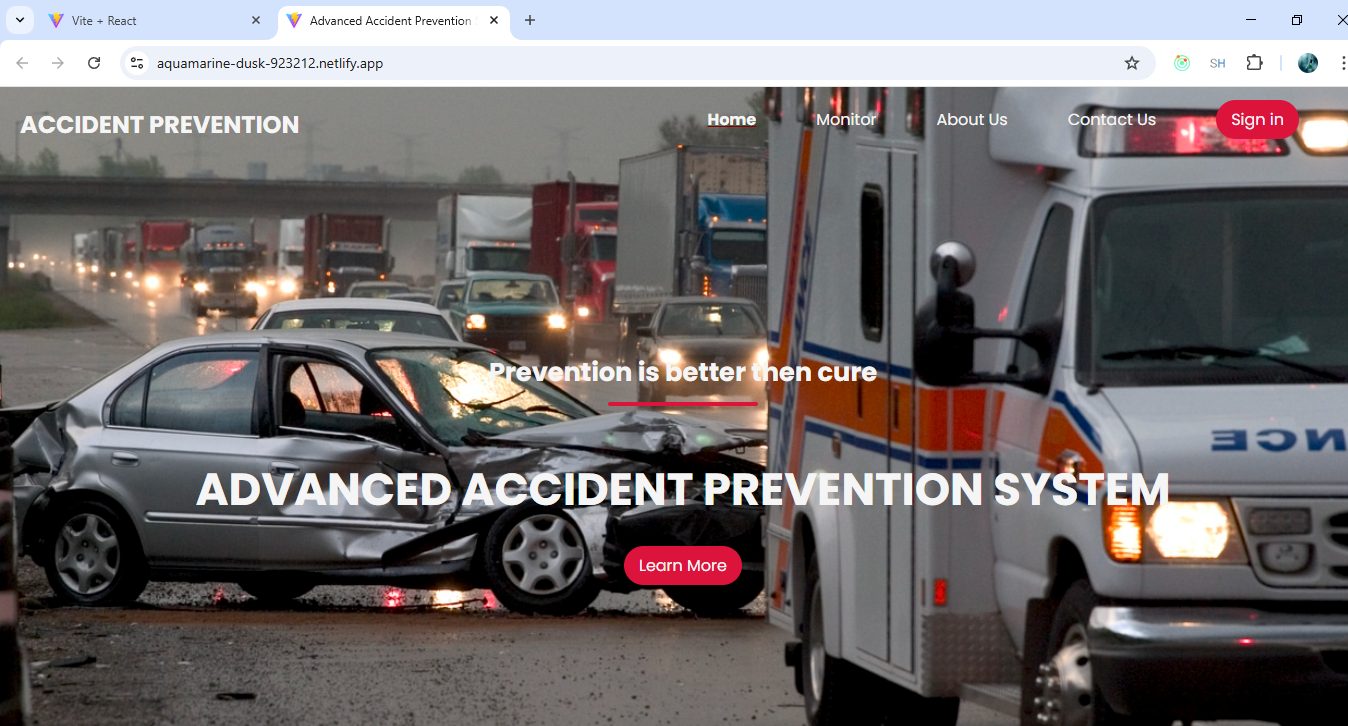 Vite + React
Advanced Accident Prevention
aquamarine-dusk-923212.netlify.app
SH
ACCIDENT PREVENTION
Home
Monitor
About Us
Contact Us
Sign in
Prevention is better then cure
ADVANCED ACCIDENT PREVENTION SYSTEM
Learn More
NCE